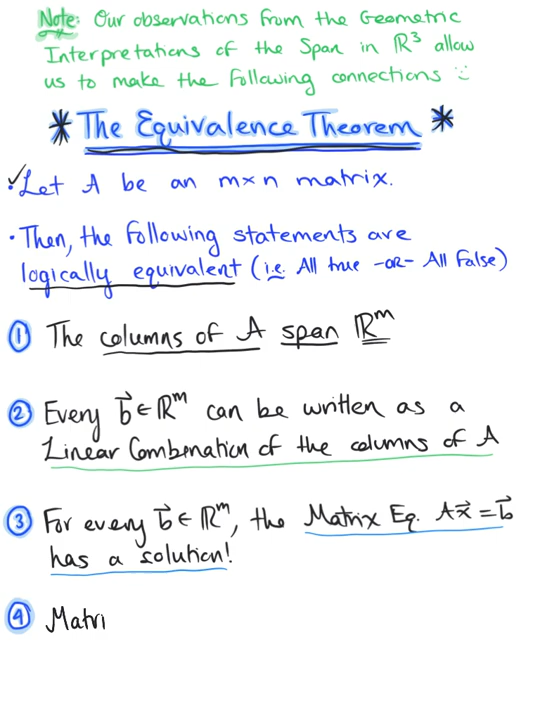 Note: Our observations from the Geometric
Interpretations of the Span in ℝ³ allow
us to make the following connections :)
* The Equivalence Theorem *
✓• Let A be an m×n matrix.
• Then, the following statements are
logically equivalent (i.e. All true -OR- All False)
① The columns of A span ℝᵐ
② Every b⃗ ∈ ℝᵐ can be written as a
Linear Combination of the columns of A
③ For every b⃗ ∈ ℝᵐ, the Matrix Eq. Ax⃗ = b⃗
has a solution!
④ Matri